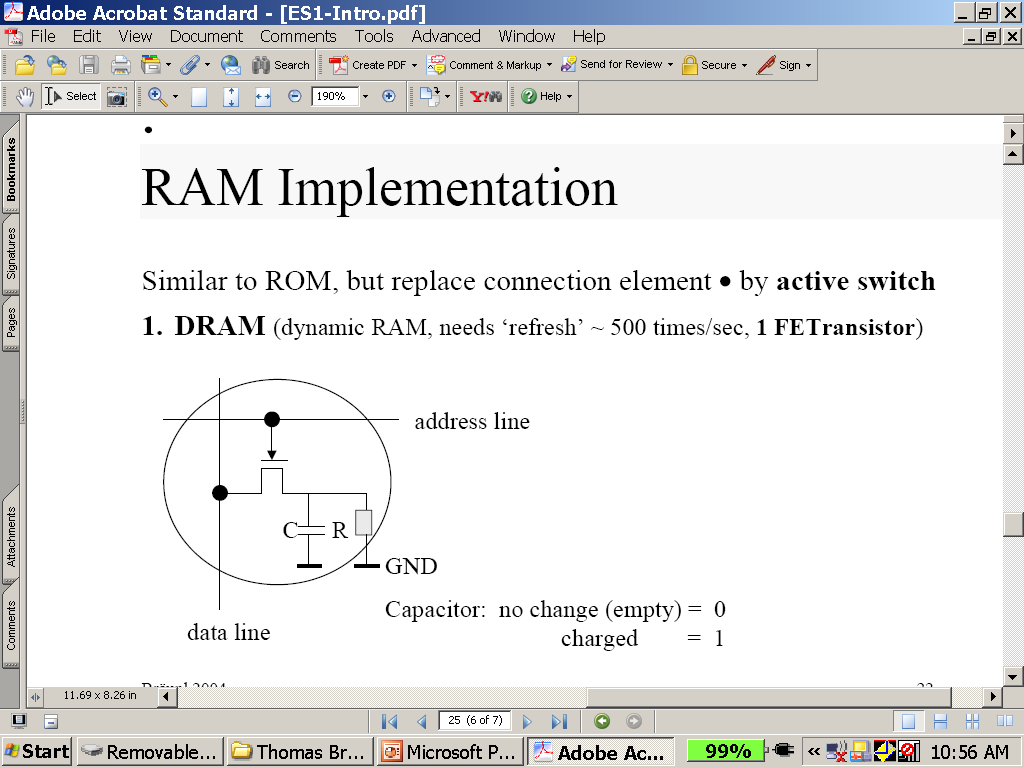 Adobe Acrobat Standard - [ES1-Intro.pdf]
File Edit View Document Comments Tools Advanced Window Help
Search Create PDF Comment & Markup Send for Review Secure Sign
Select 190% Y! Help
Bookmarks
Signatures
Pages
Attachments
Comments
•
RAM Implementation
Similar to ROM, but replace connection element • by active switch
1. DRAM (dynamic RAM, needs ‘refresh’ ~ 500 times/sec, 1 FETransistor)
address line
C R
GND
data line
Capacitor: no change (empty) = 0
charged = 1
11.69 x 8.26 in
25 (6 of 7)
Start Removable... Thomas Br... Microsoft P... Adobe Ac... 99% « 10:56 AM